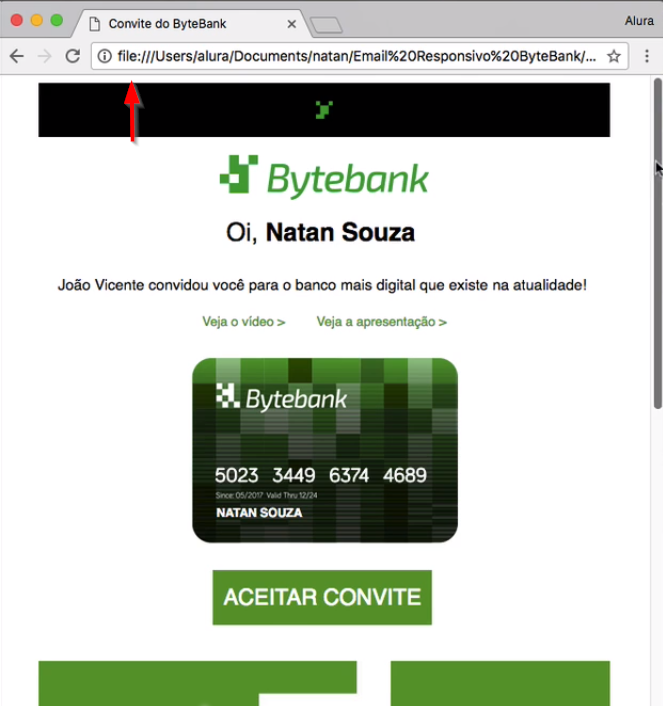 Convite do ByteBank
Alura
file:///Users/alura/Documents/natan/Email%20Responsivo%20ByteBank/...
Bytebank
Oi, Natan Souza
João Vicente convidou você para o banco mais digital que existe na atualidade!
Veja o vídeo > Veja a apresentação >
Bytebank
5023 3449 6374 4689
Since: 05/2017 Valid Thru 12/24
NATAN SOUZA
ACEITAR CONVITE